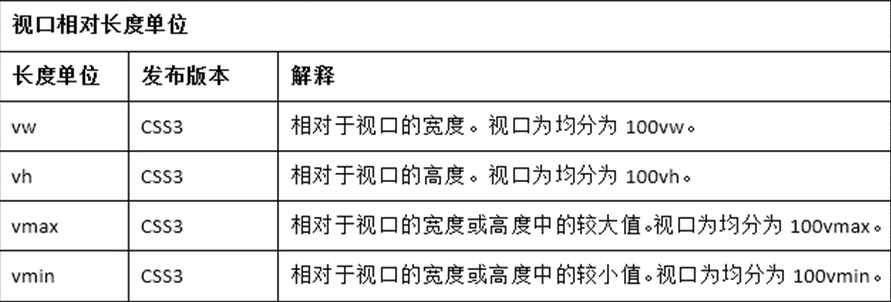 视口相对长度单位
长度单位 发布版本 解释
vw CSS3 相对于视口的宽度。视口为均分为 100vw。
vh CSS3 相对于视口的高度。视口为均分为 100vh。
vmax CSS3 相对于视口的宽度或高度中的较大值。视口为均分为 100vmax。
vmin CSS3 相对于视口的宽度或高度中的较小值。视口为均分为 100vmin。